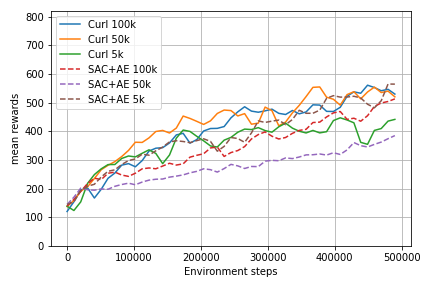 800
700
600
500
400
300
200
100
0
mean rewards
Curl 100k
Curl 50k
Curl 5k
SAC+AE 100k
SAC+AE 50k
SAC+AE 5k
0 100000 200000 300000 400000 500000
Environment steps